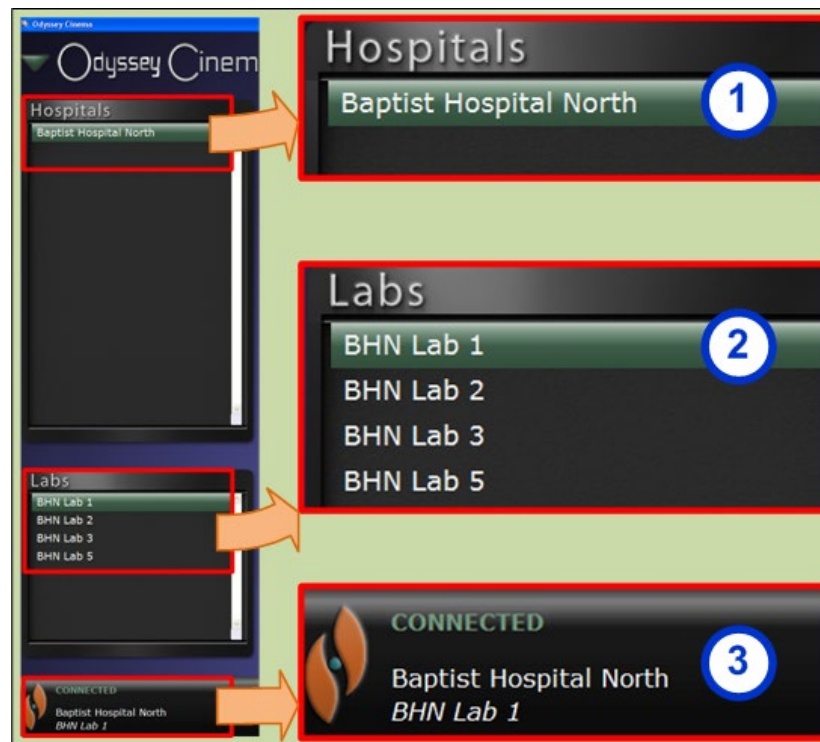 Odyssey Cinema
Odyssey Cinem
Hospitals
Baptist Hospital North
Labs
BHN Lab 1
BHN Lab 2
BHN Lab 3
BHN Lab 5
CONNECTED
Baptist Hospital North
BHN Lab 1
Hospitals
Baptist Hospital North
1
Labs
BHN Lab 1
2
BHN Lab 2
BHN Lab 3
BHN Lab 5
CONNECTED
3
Baptist Hospital North
BHN Lab 1